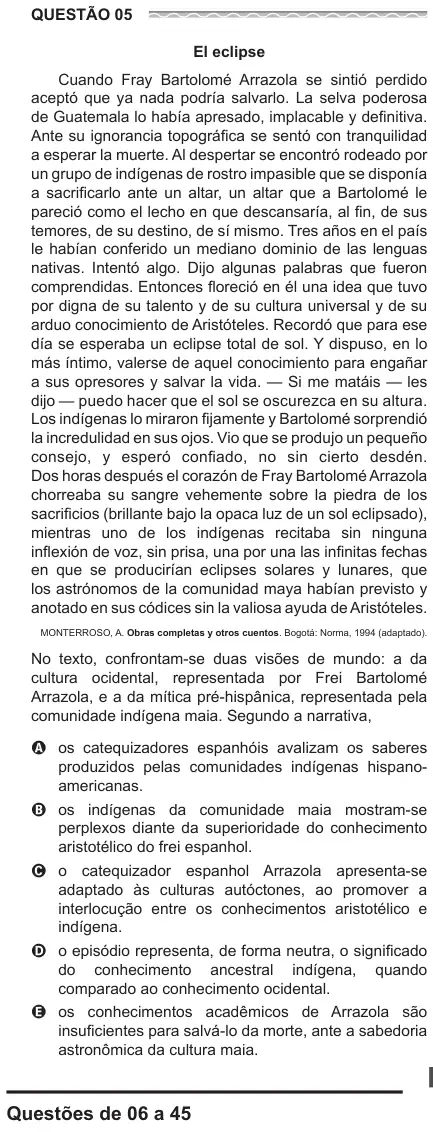 QUESTÃO 05
El eclipse
Cuando Fray Bartolomé Arrazola se sintió perdido
aceptó que ya nada podría salvarlo. La selva poderosa
de Guatemala lo había apresado, implacable y definitiva.
Ante su ignorancia topográfica se sentó con tranquilidad
a esperar la muerte. Al despertar se encontró rodeado por
un grupo de indígenas de rostro impasible que se disponía
a sacrificarlo ante un altar, un altar que a Bartolomé le
pareció como el lecho en que descansaría, al fin, de sus
temores, de su destino, de sí mismo. Tres años en el país
le habían conferido un mediano dominio de las lenguas
nativas. Intentó algo. Dijo algunas palabras que fueron
comprendidas. Entonces floreció en él una idea que tuvo
por digna de su talento y de su cultura universal y de su
arduo conocimiento de Aristóteles. Recordó que para ese
día se esperaba un eclipse total de sol. Y dispuso, en lo
más íntimo, valerse de aquel conocimiento para engañar
a sus opresores y salvar la vida. — Si me matáis — les
dijo — puedo hacer que el sol se oscurezca en su altura.
Los indígenas lo miraron fijamente y Bartolomé sorprendió
la incredulidad en sus ojos. Vio que se produjo un pequeño
consejo, y esperó confiado, no sin cierto desdén.
Dos horas después el corazón de Fray Bartolomé Arrazola
chorreaba su sangre vehemente sobre la piedra de los
sacrificios (brillante bajo la opaca luz de un sol eclipsado),
mientras uno de los indígenas recitaba sin ninguna
inflexión de voz, sin prisa, una por una las infinitas fechas
en que se producirían eclipses solares y lunares, que
los astrónomos de la comunidad maya habían previsto y
anotado en sus códices sin la valiosa ayuda de Aristóteles.
MONTERROSO, A. Obras completas y otros cuentos. Bogotá: Norma, 1994 (adaptado).
No texto, confrontam-se duas visões de mundo: a da
cultura ocidental, representada por Frei Bartolomé
Arrazola, e a da mítica pré-hispânica, representada pela
comunidade indígena maia. Segundo a narrativa,
A os catequizadores espanhóis avalizam os saberes
produzidos pelas comunidades indígenas hispano-
americanas.
B os indígenas da comunidade maia mostram-se
perplexos diante da superioridade do conhecimento
aristotélico do frei espanhol.
C o catequizador espanhol Arrazola apresenta-se
adaptado às culturas autóctones, ao promover a
interlocução entre os conhecimentos aristotélico e
indígena.
D o episódio representa, de forma neutra, o significado
do conhecimento ancestral indígena, quando
comparado ao conhecimento ocidental.
E os conhecimentos acadêmicos de Arrazola são
insuficientes para salvá-lo da morte, ante a sabedoria
astronômica da cultura maia.
Questões de 06 a 45